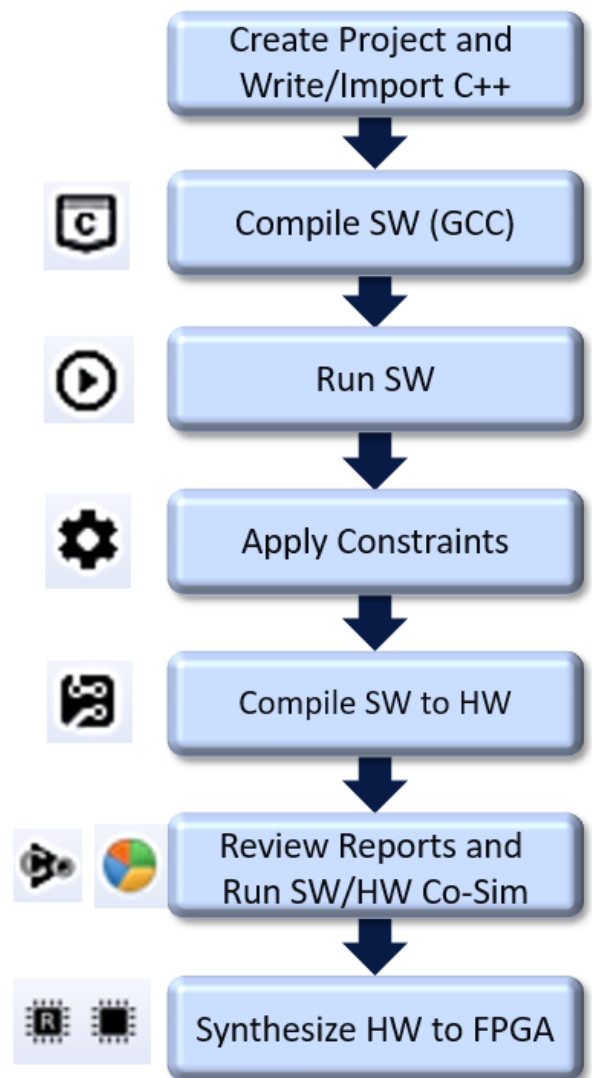 Create Project and
Write/Import C++
C
Compile SW (GCC)
Run SW
Apply Constraints
Compile SW to HW
Review Reports and
Run SW/HW Co-Sim
R
Synthesize HW to FPGA